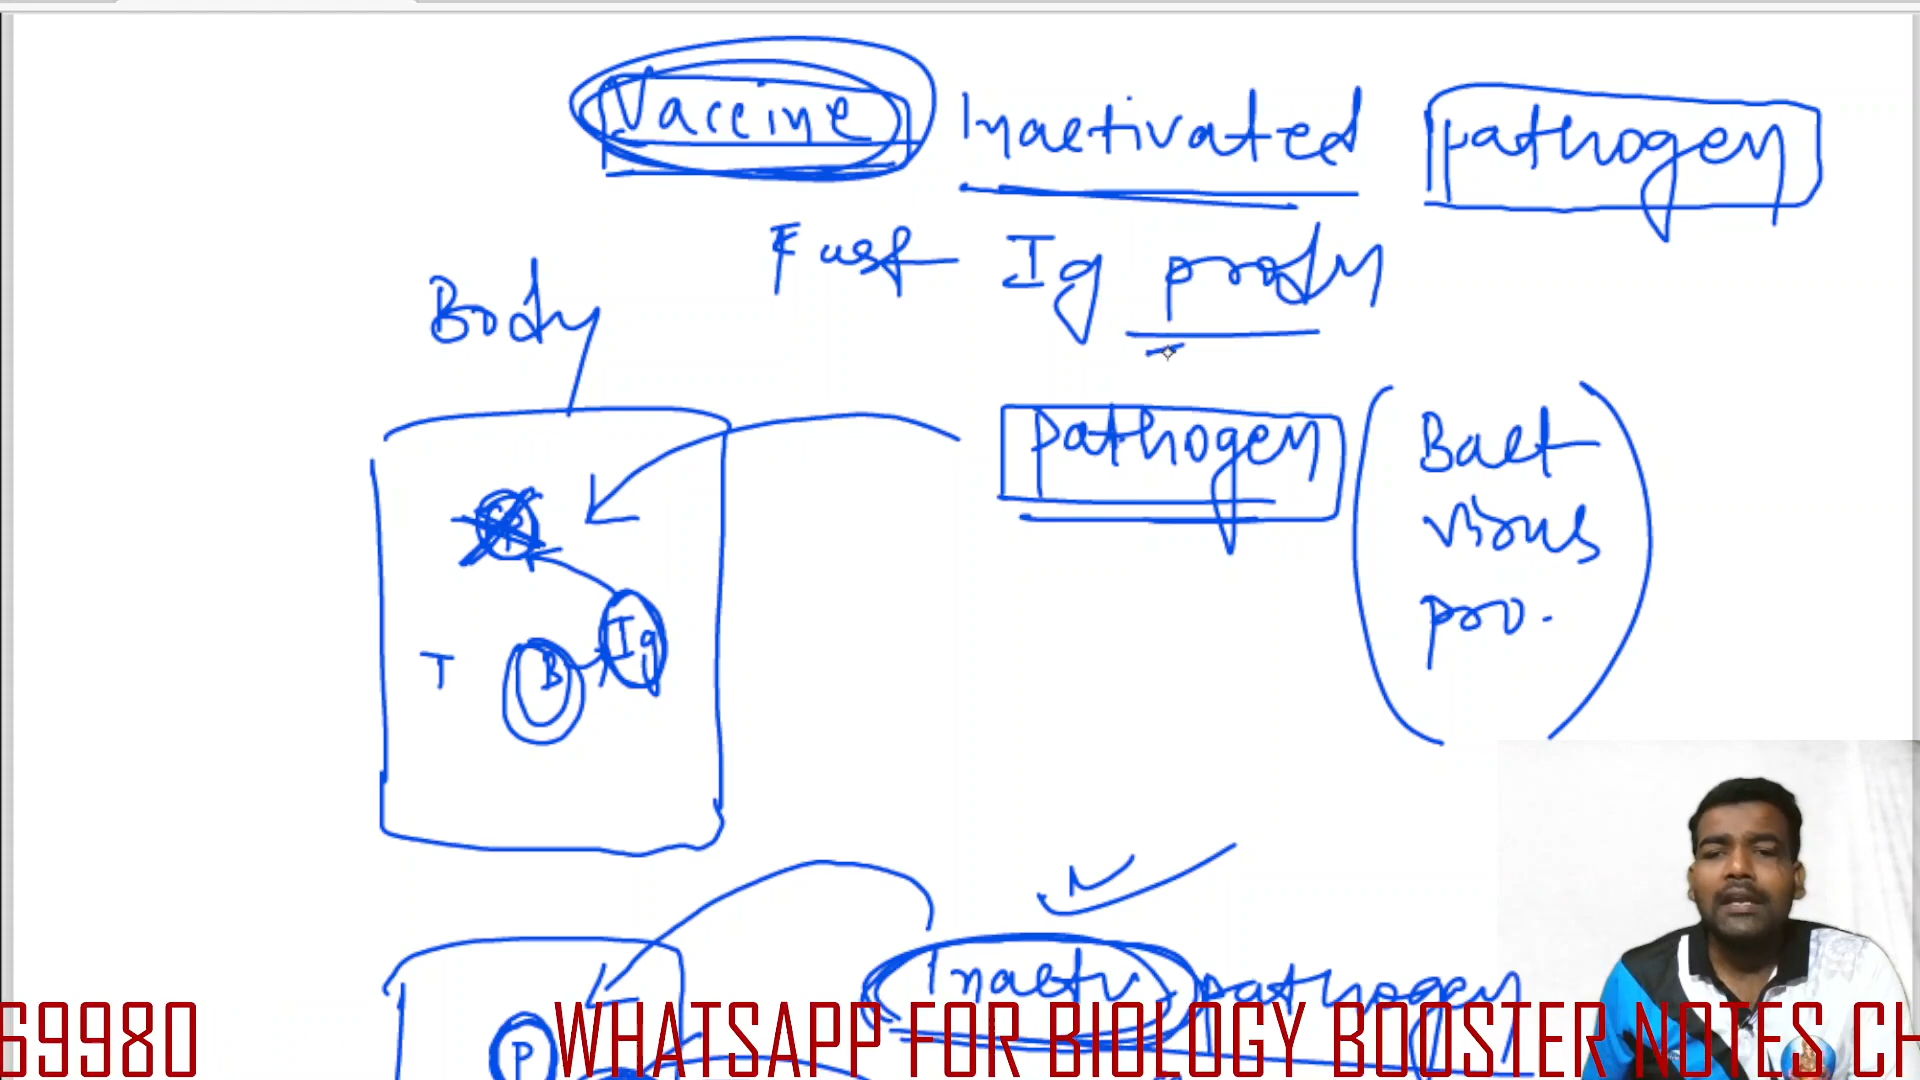 Vaccine Inactivated pathogen
Fast Ig prodn
Body
pathogen
Bact
virus
pro.
Ig
T B
Inactv pathogen
P
69980 WHATSAPP FOR BIOLOGY BOOSTER NOTES CH